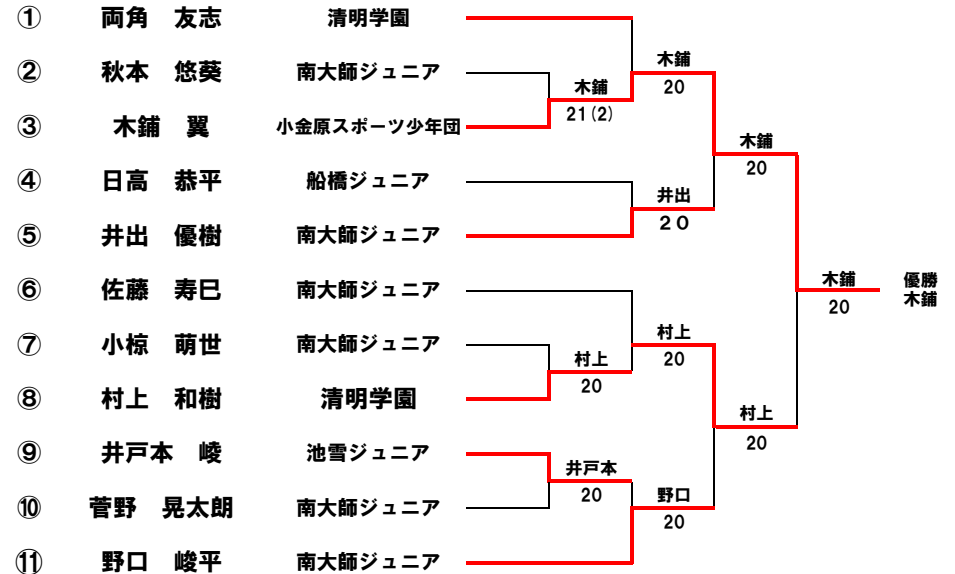 ① 両角 友志 清明学園
② 秋本 悠葵 南大師ジュニア
③ 木鋪 翼 小金原スポーツ少年団
④ 日高 恭平 船橋ジュニア
⑤ 井出 優樹 南大師ジュニア
⑥ 佐藤 寿巳 南大師ジュニア
⑦ 小椋 萌世 南大師ジュニア
⑧ 村上 和樹 清明学園
⑨ 井戸本 崚 池雪ジュニア
⑩ 菅野 晃太朗 南大師ジュニア
⑪ 野口 峻平 南大師ジュニア
木鋪
21(2)
村上
20
井戸本
20
木鋪
20
井出
20
村上
20
野口
20
木鋪
20
村上
20
木鋪
20
優勝
木鋪